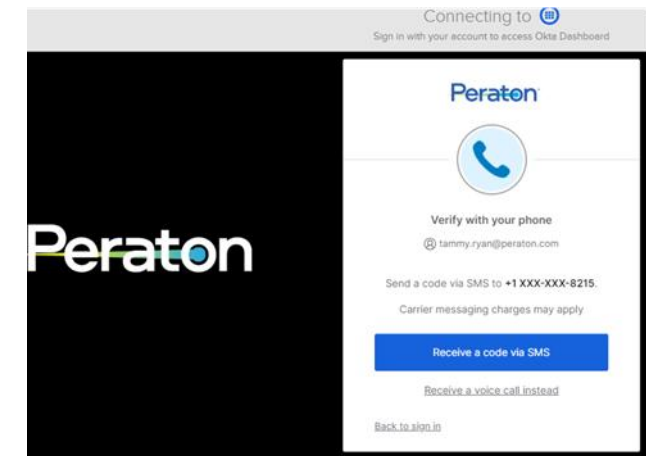 Connecting to
Sign in with your account to access Okta Dashboard
Peraton
Peraton
Verify with your phone
tammy.ryan@peraton.com
Send a code via SMS to +1 XXX-XXX-8215.
Carrier messaging charges may apply
Receive a code via SMS
Receive a voice call instead
Back to sign in